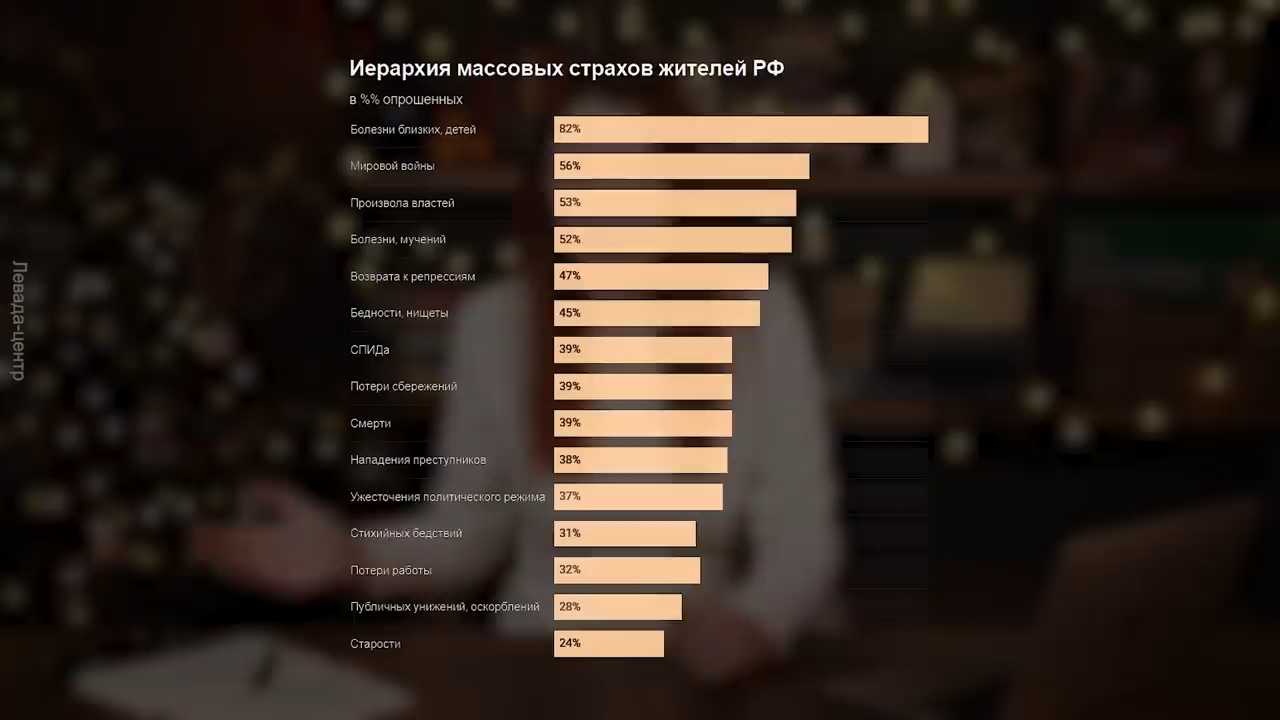 Иерархия массовых страхов жителей РФ
в %% опрошенных
Болезни близких, детей 82%
Мировой войны 56%
Произвола властей 53%
Болезни, мучений 52%
Возврата к репрессиям 47%
Бедности, нищеты 45%
СПИДа 39%
Потери сбережений 39%
Смерти 39%
Нападения преступников 38%
Ужесточения политического режима 37%
Стихийных бедствий 31%
Потери работы 32%
Публичных унижений, оскорблений 28%
Старости 24%
Левада-центр